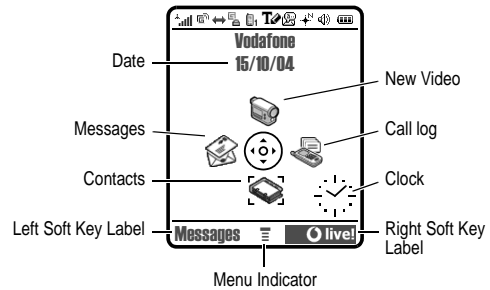 Vodafone
Date
15/10/04
New Video
Messages
Call log
Contacts
Clock
Left Soft Key Label
Messages
live!
Right Soft Key
Label
Menu Indicator